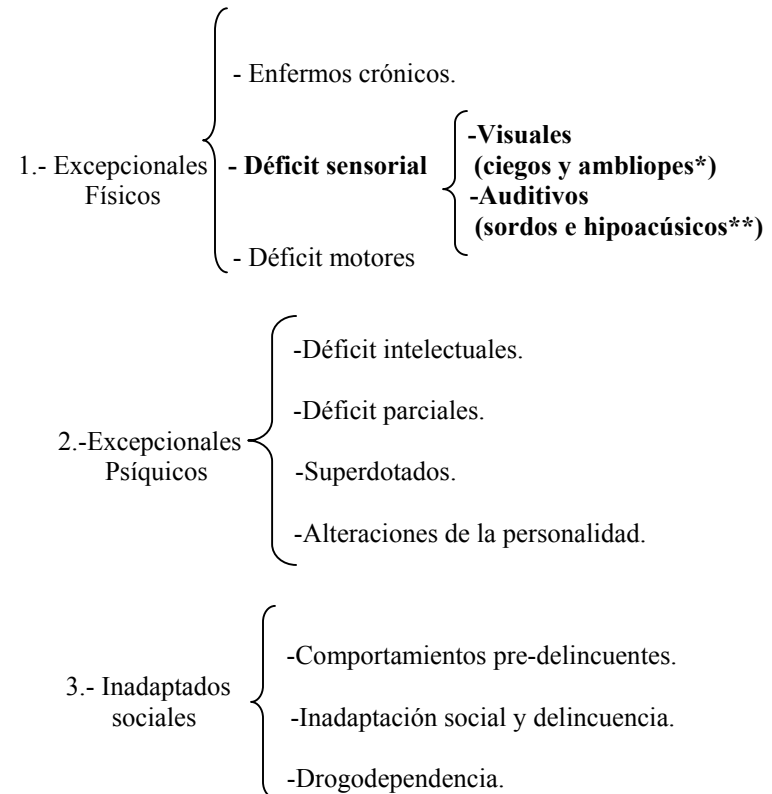 - Enfermos crónicos.
1.- Excepcionales
Físicos
- Déficit sensorial
-Visuales
(ciegos y ambliopes*)
-Auditivos
(sordos e hipoacúsicos**)
- Déficit motores
2.-Excepcionales
Psíquicos
-Déficit intelectuales.
-Déficit parciales.
-Superdotados.
-Alteraciones de la personalidad.
3.- Inadaptados
sociales
-Comportamientos pre-delincuentes.
-Inadaptación social y delincuencia.
-Drogodependencia.